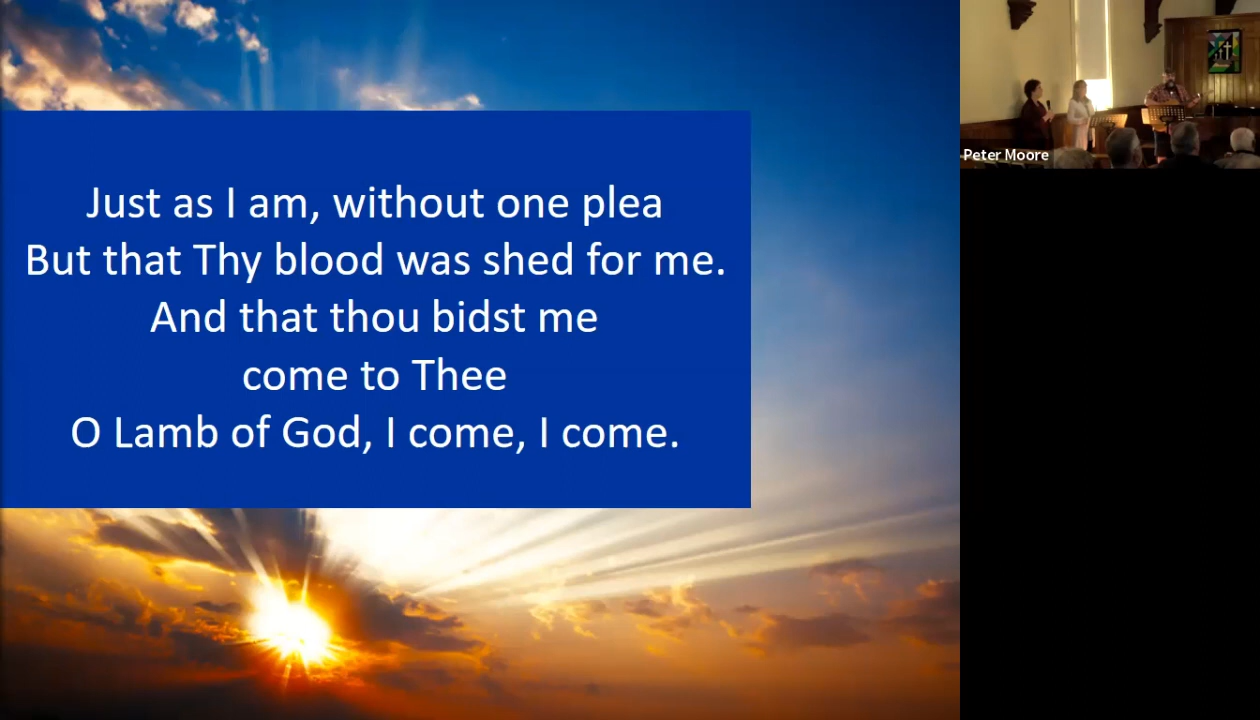 Just as I am, without one plea
But that Thy blood was shed for me.
And that thou bidst me
come to Thee
O Lamb of God, I come, I come.
Peter Moore